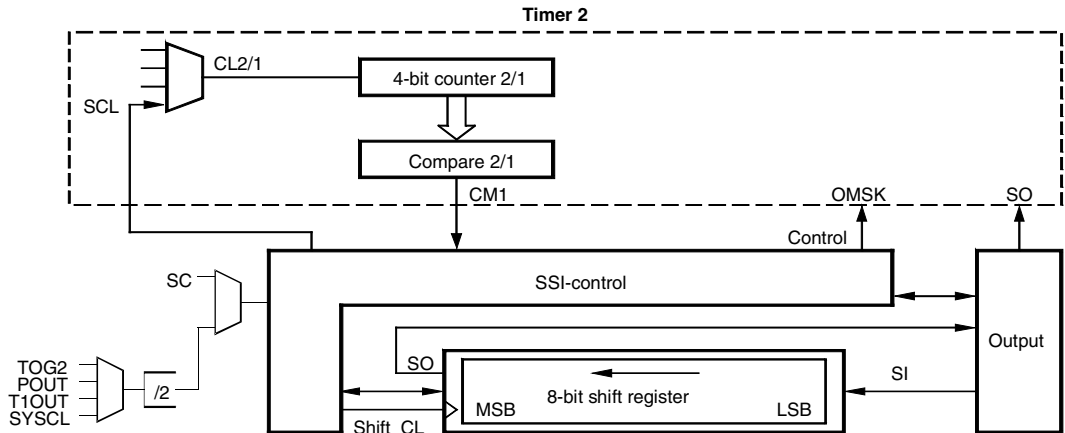 Timer 2
CL2/1
4-bit counter 2/1
SCL
Compare 2/1
CM1
OMSK
SO
Control
SC
SSI-control
Output
TOG2
POUT
T1OUT
SYSCL
/2
SO
8-bit shift register
MSB
LSB
SI
Shift_CL